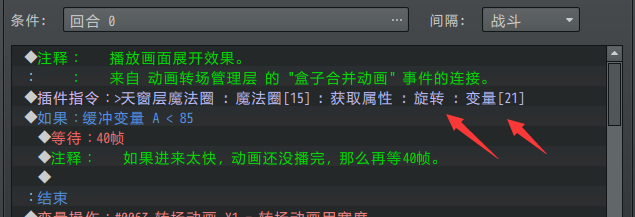 条件: 回合 0 ... 间隔: 战斗
◆注释： 播放画面展开效果。
： ： 来自 动画转场管理层 的 "盒子合并动画" 事件的连接。
◆插件指令：>天窗层魔法圈 : 魔法圈[15] : 获取属性 : 旋转 : 变量[21]
◆如果：缓冲变量 A < 85
◆等待：40帧
◆注释： 如果进来太快, 动画还没播完, 那么再等40帧。
◆
：结束